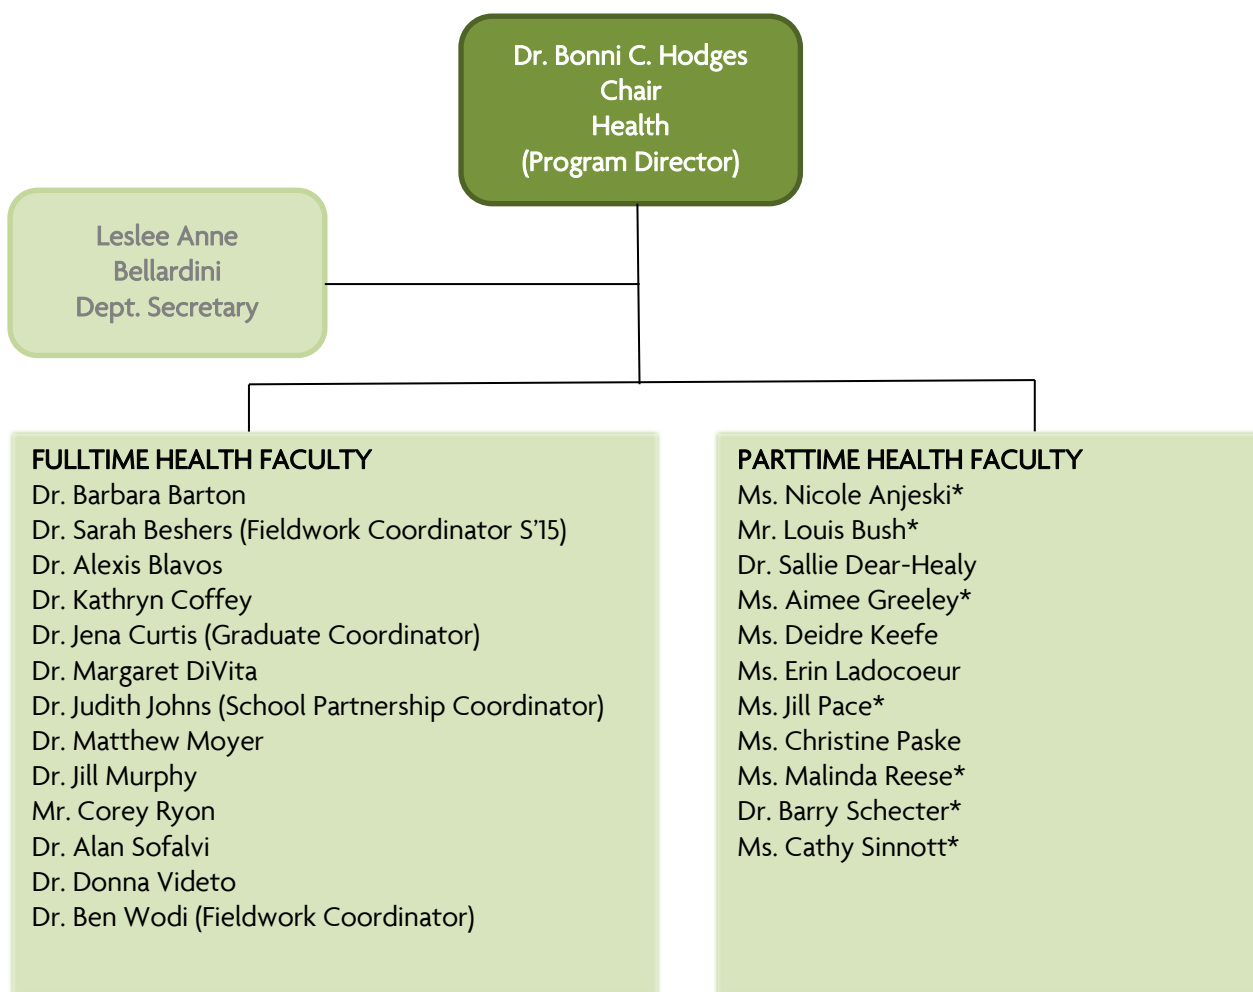 Dr. Bonni C. Hodges
Chair
Health
(Program Director)
Leslee Anne
Bellardini
Dept. Secretary
FULLTIME HEALTH FACULTY
Dr. Barbara Barton
Dr. Sarah Beshers (Fieldwork Coordinator S’15)
Dr. Alexis Blavos
Dr. Kathryn Coffey
Dr. Jena Curtis (Graduate Coordinator)
Dr. Margaret DiVita
Dr. Judith Johns (School Partnership Coordinator)
Dr. Matthew Moyer
Dr. Jill Murphy
Mr. Corey Ryon
Dr. Alan Sofalvi
Dr. Donna Videto
Dr. Ben Wodi (Fieldwork Coordinator)
PARTTIME HEALTH FACULTY
Ms. Nicole Anjeski*
Mr. Louis Bush*
Dr. Sallie Dear-Healy
Ms. Aimee Greeley*
Ms. Deidre Keefe
Ms. Erin Ladocoeur
Ms. Jill Pace*
Ms. Christine Paske
Ms. Malinda Reese*
Dr. Barry Schecter*
Ms. Cathy Sinnott*